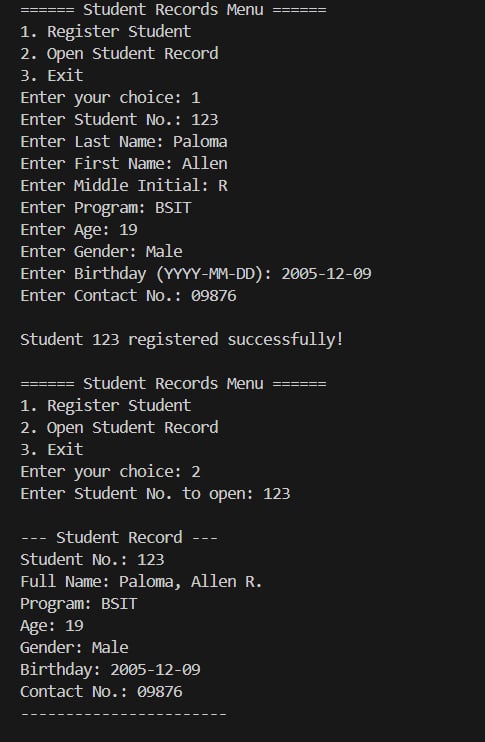 ====== Student Records Menu ======
1. Register Student
2. Open Student Record
3. Exit
Enter your choice: 1
Enter Student No.: 123
Enter Last Name: Paloma
Enter First Name: Allen
Enter Middle Initial: R
Enter Program: BSIT
Enter Age: 19
Enter Gender: Male
Enter Birthday (YYYY-MM-DD): 2005-12-09
Enter Contact No.: 09876
Student 123 registered successfully!
====== Student Records Menu ======
1. Register Student
2. Open Student Record
3. Exit
Enter your choice: 2
Enter Student No. to open: 123
--- Student Record ---
Student No.: 123
Full Name: Paloma, Allen R.
Program: BSIT
Age: 19
Gender: Male
Birthday: 2005-12-09
Contact No.: 09876
-----------------------